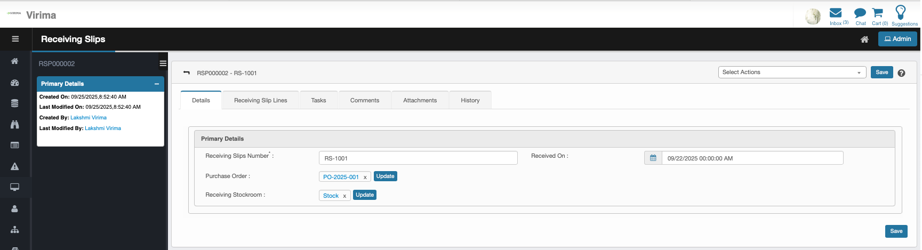 Virima
Inbox (3)
Chat
Cart (0)
Suggestions
Receiving Slips
Admin
RSP000002
Primary Details
Created On: 09/25/2025,8:52:40 AM
Last Modified On: 09/25/2025,8:52:40 AM
Created By: Lakshmi Virima
Last Modified By: Lakshmi Virima
RSP000002 - RS-1001
Select Actions
Save
Details
Receiving Slip Lines
Tasks
Comments
Attachments
History
Primary Details
Receiving Slips Number* :
RS-1001
Received On :
09/22/2025 00:00:00 AM
Purchase Order :
PO-2025-001 x
Update
Receiving Stockroom :
Stock x
Update
Save